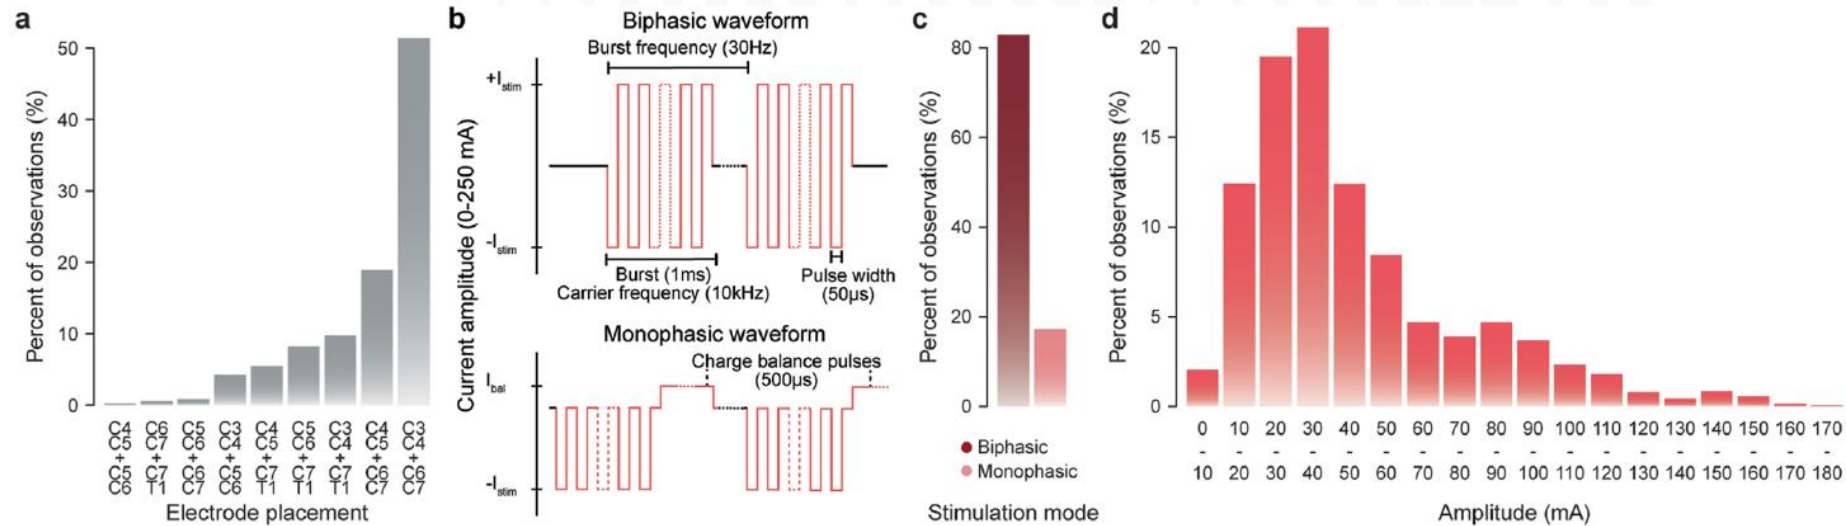 a
Percent of observations (%)
50
40
30
20
10
0
C4 C6 C5 C3 C4 C5 C3 C4 C3
C5 C7 C6 C4 C5 C6 C4 C5 C4
+ + + + + + + + +
C5 C7 C6 C5 C7 C7 C7 C6 C6
C6 T1 C7 C6 T1 T1 T1 C7 C7
Electrode placement
b
Biphasic waveform
Burst frequency (30Hz)
Current amplitude (0-250 mA)
+Istim
-Istim
Burst (1ms)
Carrier frequency (10kHz)
Pulse width
(50µs)
Monophasic waveform
Charge balance pulses
(500µs)
Ibal
-Istim
c
Percent of observations (%)
80
60
40
20
0
Biphasic
Monophasic
Stimulation mode
d
Percent of observations (%)
20
15
10
5
0
0 10 20 30 40 50 60 70 80 90 100 110 120 130 140 150 160 170
- - - - - - - - - - - - - - - - - -
10 20 30 40 50 60 70 80 90 100 110 120 130 140 150 160 170 180
Amplitude (mA)